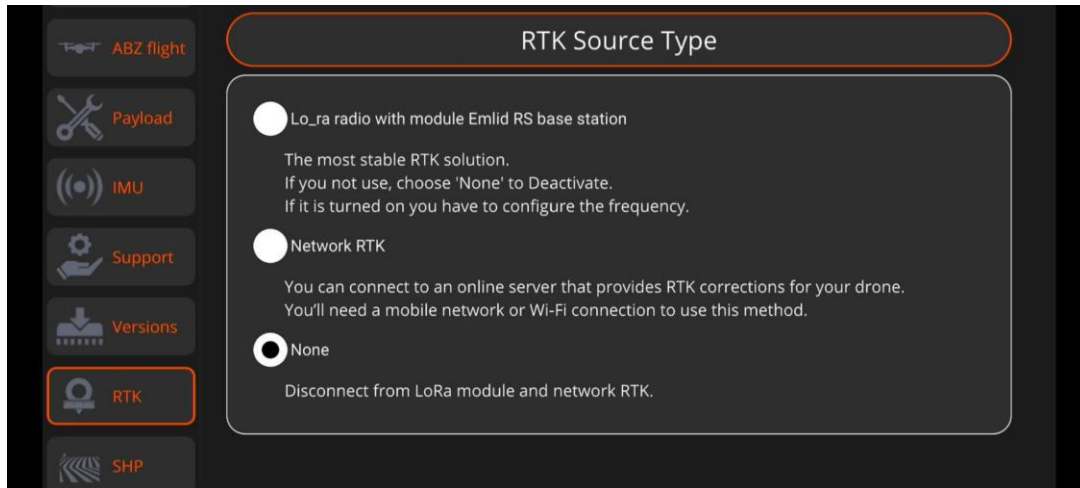 ABZ flight
Payload
IMU
Support
Versions
RTK
SHP
RTK Source Type
Lo_ra radio with module Emlid RS base station
The most stable RTK solution.
If you not use, choose 'None' to Deactivate.
If it is turned on you have to configure the frequency.
Network RTK
You can connect to an online server that provides RTK corrections for your drone.
You'll need a mobile network or Wi-Fi connection to use this method.
None
Disconnect from LoRa module and network RTK.